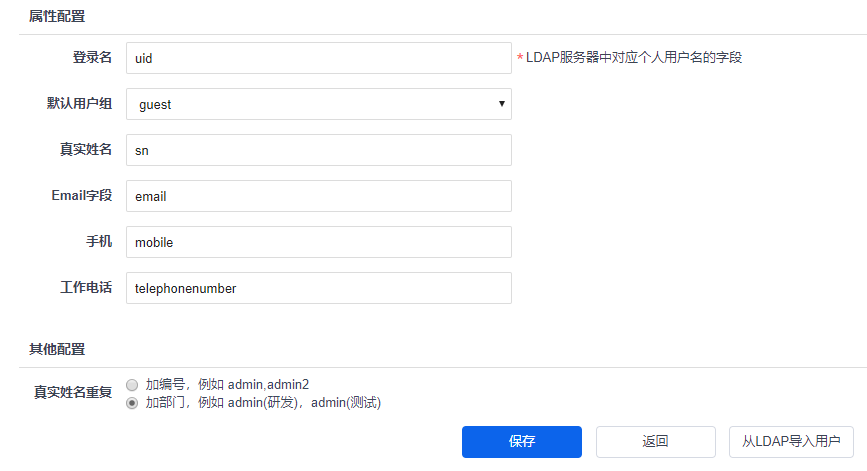 属性配置
登录名 uid *LDAP服务器中对应个人用户名的字段
默认用户组 guest
真实姓名 sn
Email字段 email
手机 mobile
工作电话 telephonenumber
其他配置
真实姓名重复 加编号，例如 admin,admin2
加部门，例如 admin(研发)，admin(测试)
保存 返回 从LDAP导入用户